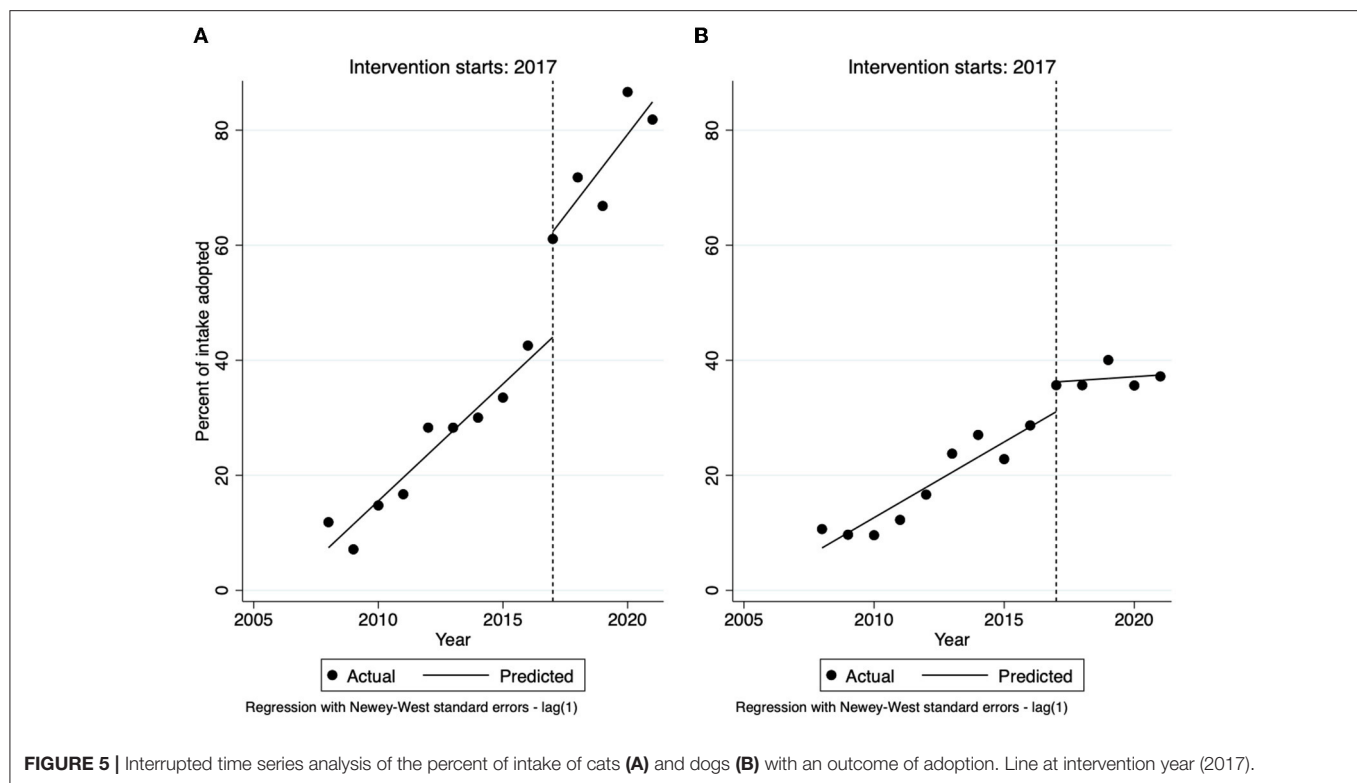 A
Intervention starts: 2017
Percent of intake adopted
80
60
40
20
0
2005 2010 2015 2020
Year
Actual Predicted
Regression with Newey-West standard errors - lag(1)
B
Intervention starts: 2017
80
60
40
20
0
2005 2010 2015 2020
Year
Actual Predicted
Regression with Newey-West standard errors - lag(1)
FIGURE 5 | Interrupted time series analysis of the percent of intake of cats (A) and dogs (B) with an outcome of adoption. Line at intervention year (2017).